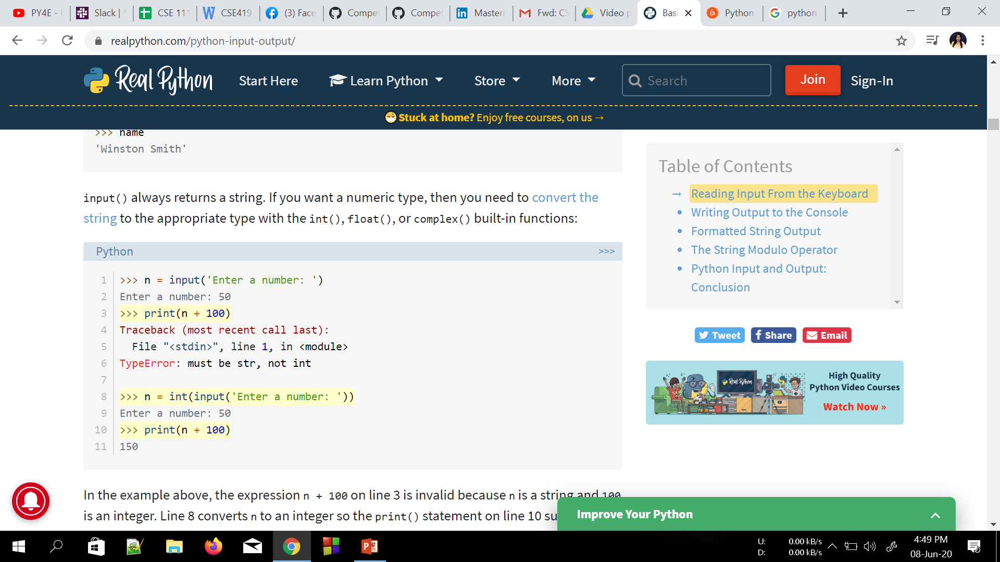 PY4E -
Slack | *
CSE 111
CSE419
(3) Face
Compet
Compet
Masteri
Fwd: CS
Video p
Basi
Python
python
realpython.com/python-input-output/
Real Python
Start Here
Learn Python
Store
More
Search
Join
Sign-In
Stuck at home? Enjoy free courses, on us →
>>> name
'Winston Smith'
input() always returns a string. If you want a numeric type, then you need to convert the
string to the appropriate type with the int(), float(), or complex() built-in functions:
Python >>>
1 >>> n = input('Enter a number: ')
2 Enter a number: 50
3 >>> print(n + 100)
4 Traceback (most recent call last):
5   File "<stdin>", line 1, in <module>
6 TypeError: must be str, not int
7
8 >>> n = int(input('Enter a number: '))
9 Enter a number: 50
10 >>> print(n + 100)
11 150
In the example above, the expression n + 100 on line 3 is invalid because n is a string and 100
is an integer. Line 8 converts n to an integer so the print() statement on line 10 su
Table of Contents
→ Reading Input From the Keyboard
• Writing Output to the Console
• Formatted String Output
• The String Modulo Operator
• Python Input and Output:
Conclusion
Tweet
Share
Email
Real Python
High Quality
Python Video Courses
Watch Now »
Improve Your Python
U: 0.00 kB/s
D: 0.00 kB/s
4:49 PM
08-Jun-20